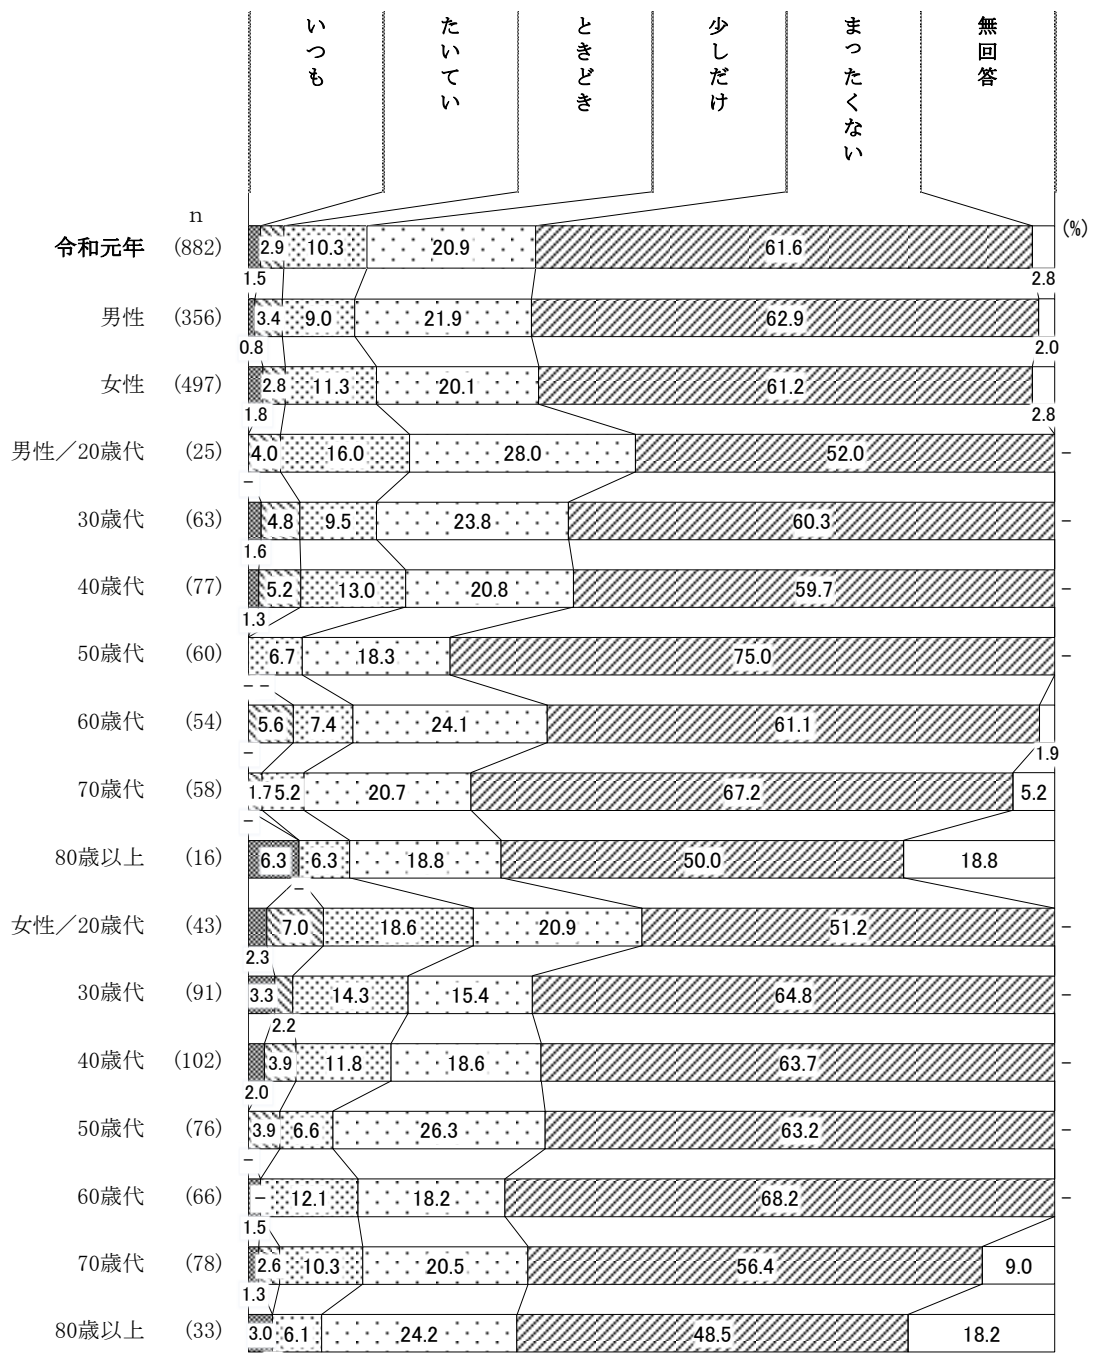 いつも
たいてい
ときどき
少しだけ
まったくない
無回答
n
(%)
令和元年 (882) 2.9 10.3 20.9 61.6
1.5 2.8
男性 (356) 3.4 9.0 21.9 62.9
0.8 2.0
女性 (497) 2.8 11.3 20.1 61.2
1.8 2.8
男性／20歳代 (25) 4.0 16.0 28.0 52.0 -
-
30歳代 (63) 4.8 9.5 23.8 60.3 -
1.6
40歳代 (77) 5.2 13.0 20.8 59.7 -
1.3
50歳代 (60) 6.7 18.3 75.0 -
- -
60歳代 (54) 5.6 7.4 24.1 61.1
- 1.9
70歳代 (58) 1.7 5.2 20.7 67.2 5.2
-
80歳以上 (16) 6.3 6.3 18.8 50.0 18.8
-
女性／20歳代 (43) 7.0 18.6 20.9 51.2 -
2.3
30歳代 (91) 3.3 14.3 15.4 64.8 -
2.2
40歳代 (102) 3.9 11.8 18.6 63.7 -
2.0
50歳代 (76) 3.9 6.6 26.3 63.2 -
-
60歳代 (66) - 12.1 18.2 68.2 -
1.5
70歳代 (78) 2.6 10.3 20.5 56.4 9.0
1.3
80歳以上 (33) 3.0 6.1 24.2 48.5 18.2